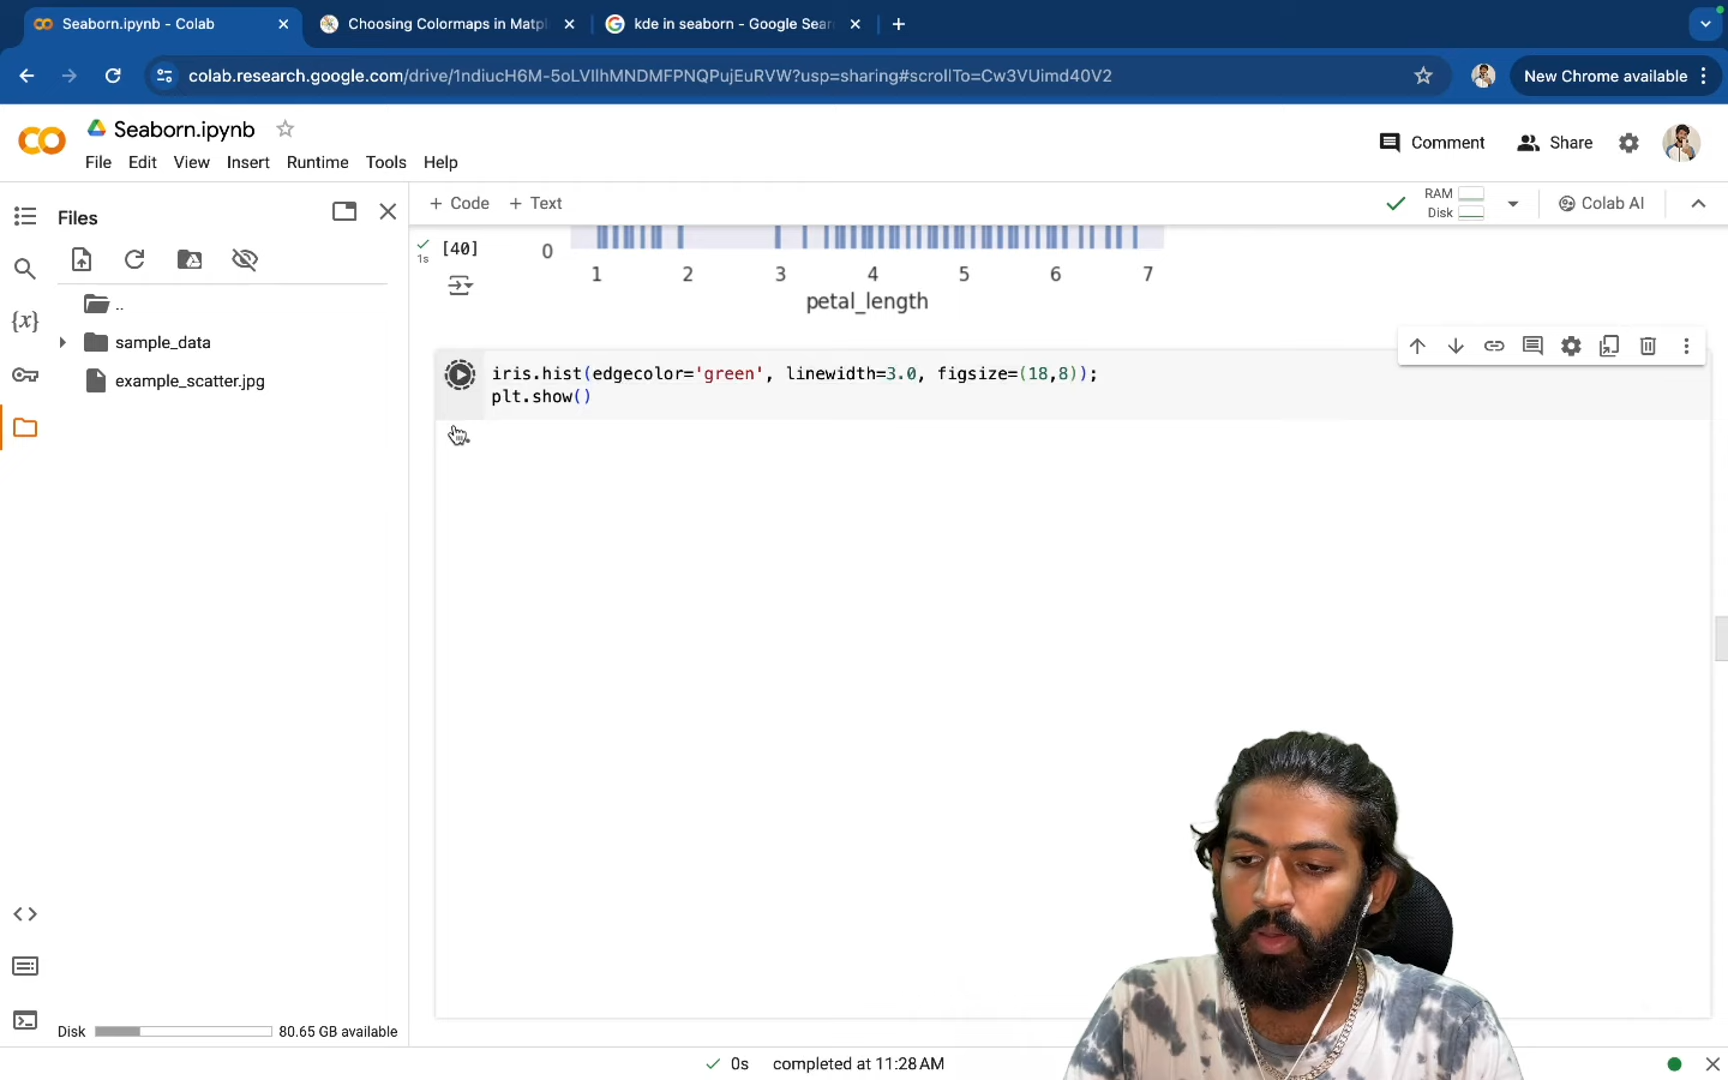 Seaborn.ipynb - Colab
Choosing Colormaps in Matpl
kde in seaborn - Google Sear
colab.research.google.com/drive/1ndiucH6M-5oLVIlhMNDMFPNQPujEuRVW?usp=sharing#scrollTo=Cw3VUimd40V2
New Chrome available
Seaborn.ipynb
Comment
Share
File Edit View Insert Runtime Tools Help
Files
+ Code + Text
RAM
Disk
Colab AI
[40]
1s
0
1 2 3 4 5 6 7
petal_length
..
sample_data
example_scatter.jpg
{x}
iris.hist(edgecolor='green', linewidth=3.0, figsize=(18,8));
plt.show()
Disk 80.65 GB available
0s completed at 11:28 AM